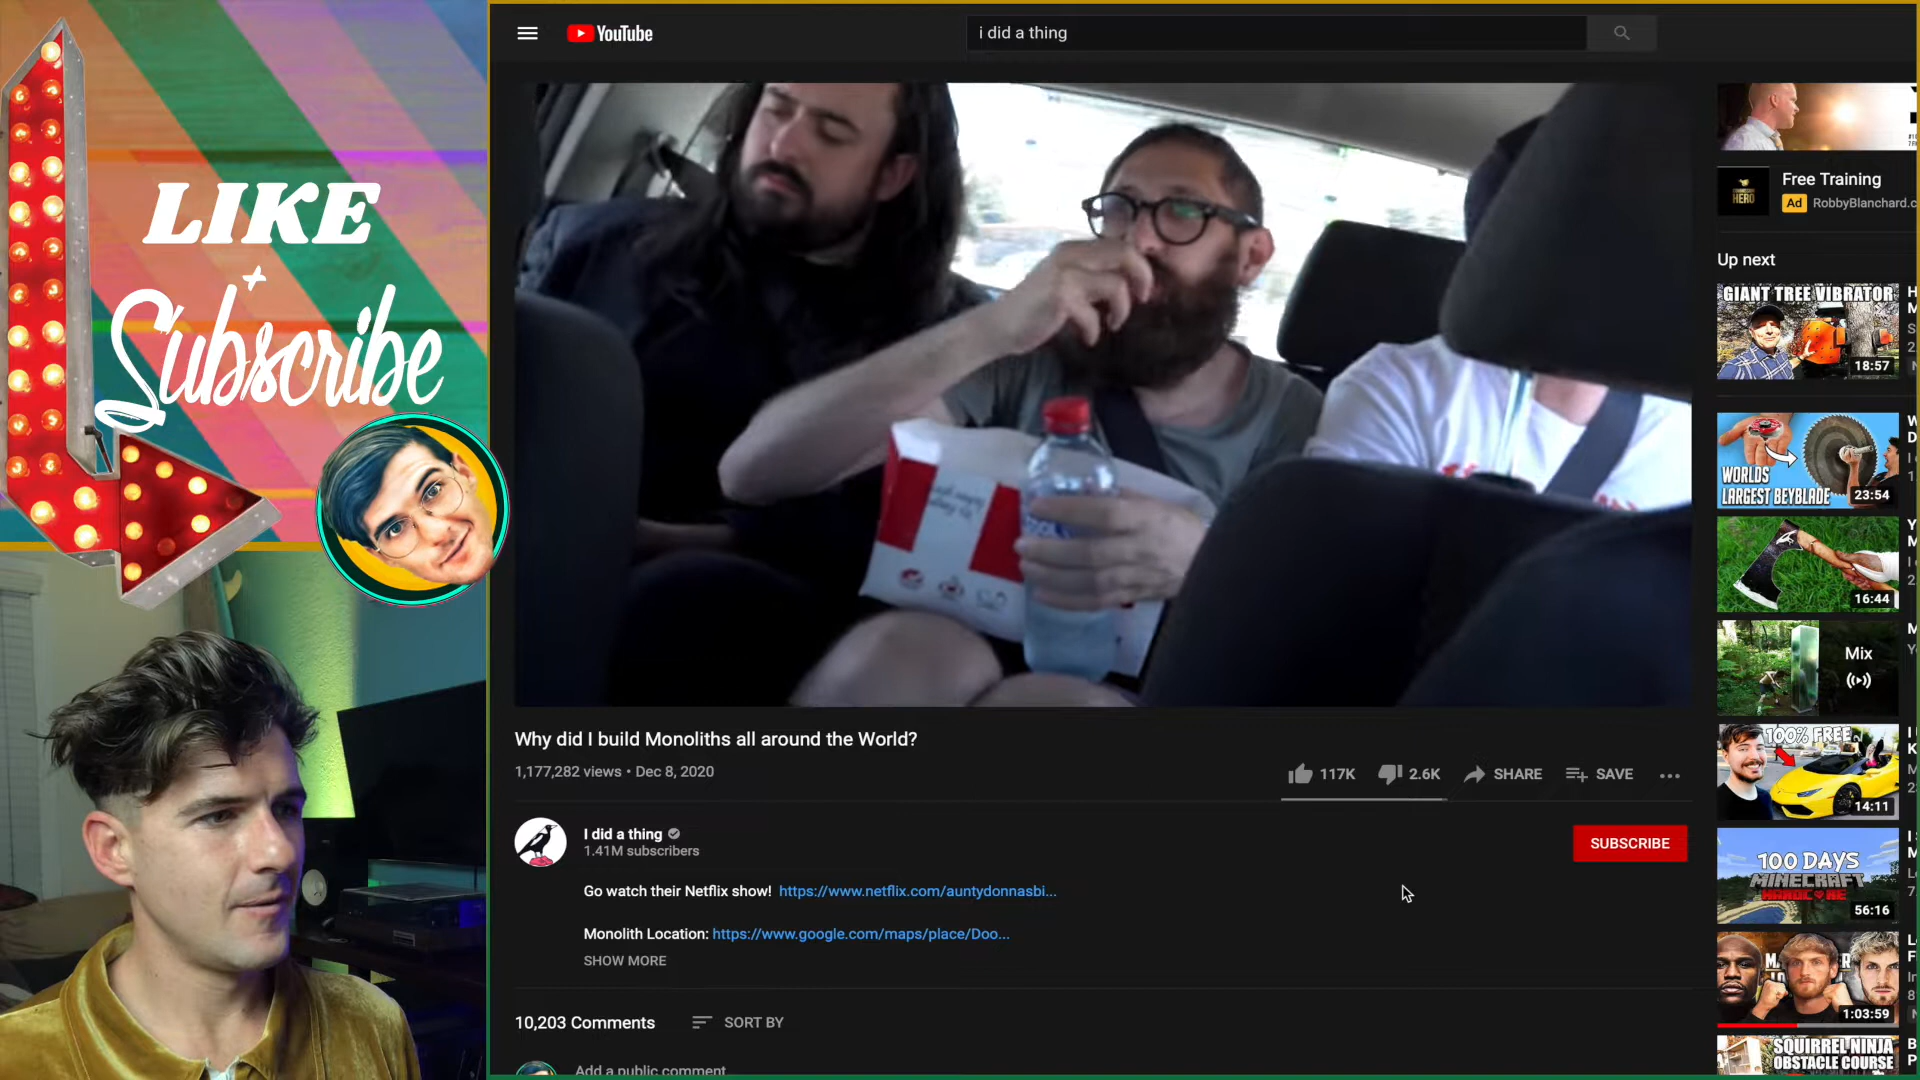 LIKE
+
Subscribe
YouTube
i did a thing
Free Training
Ad RobbyBlanchard.c
Up next
GIANT TREE VIBRATOR
18:57
WORLDS
LARGEST BEYBLADE
23:54
16:44
Mix
100% FREE
14:11
100 DAYS
MINECRAFT
HARDCORE
56:16
1:03:59
SQUIRREL NINJA
OBSTACLE COURSE
Why did I build Monoliths all around the World?
1,177,282 views • Dec 8, 2020
117K
2.6K
SHARE
SAVE
I did a thing
1.41M subscribers
SUBSCRIBE
Go watch their Netflix show! https://www.netflix.com/auntydonnasbi...
Monolith Location: https://www.google.com/maps/place/Doo...
SHOW MORE
10,203 Comments
SORT BY
Add a public comment